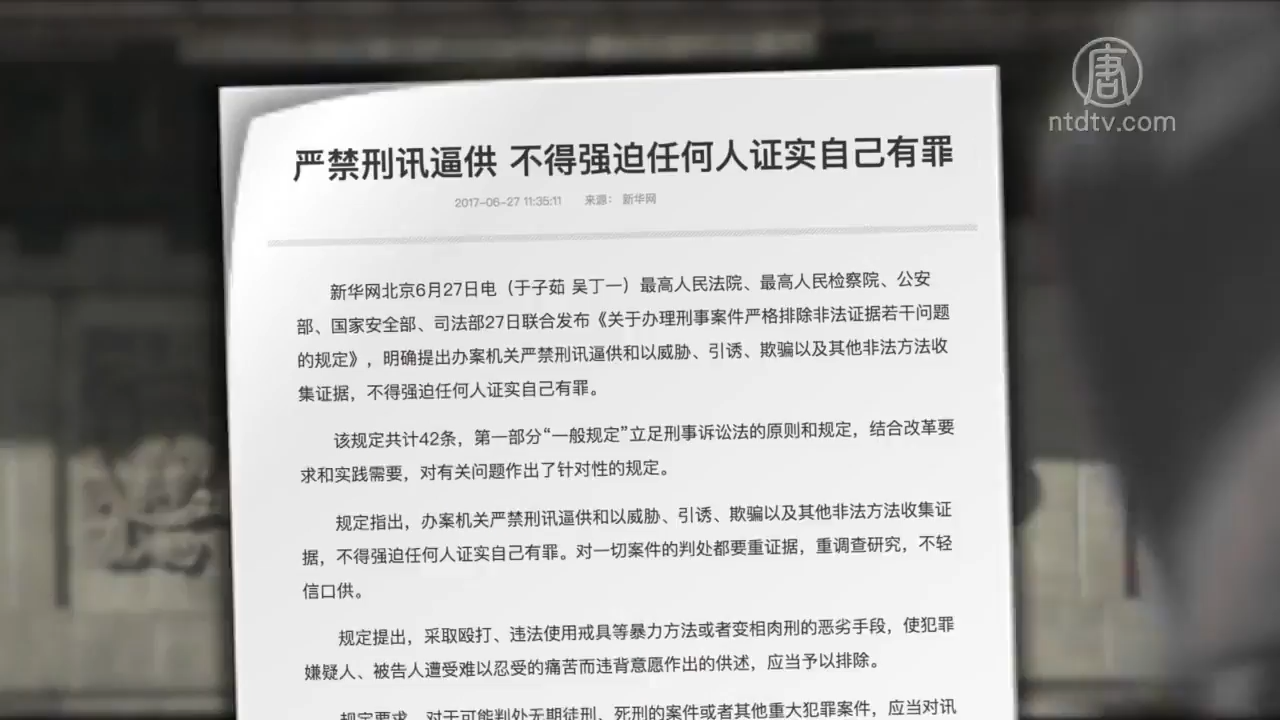 唐
ntdtv.com
严禁刑讯逼供 不得强迫任何人证实自己有罪
2017-06-27 11:35:11 来源： 新华网
新华网北京6月27日电（于子茹 吴丁一）最高人民法院、最高人民检察院、公安
部、国家安全部、司法部27日联合发布《关于办理刑事案件严格排除非法证据若干问题
的规定》，明确提出办案机关严禁刑讯逼供和以威胁、引诱、欺骗以及其他非法方法收
集证据，不得强迫任何人证实自己有罪。
该规定共计42条，第一部分“一般规定”立足刑事诉讼法的原则和规定，结合改革要
求和实践需要，对有关问题作出了针对性的规定。
规定指出，办案机关严禁刑讯逼供和以威胁、引诱、欺骗以及其他非法方法收集证
据，不得强迫任何人证实自己有罪。对一切案件的判处都要重证据，重调查研究，不轻
信口供。
规定提出，采取殴打、违法使用戒具等暴力方法或者变相肉刑的恶劣手段，使犯罪
嫌疑人、被告人遭受难以忍受的痛苦而违背意愿作出的供述，应当予以排除。
规定要求，对于可能判处无期徒刑、死刑的案件或者其他重大犯罪案件，应当对讯